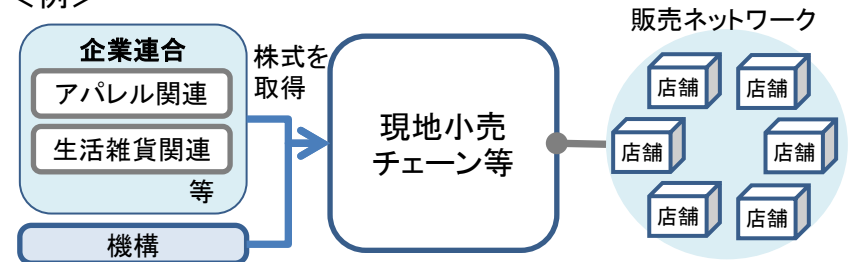 <例>
販売ネットワーク
企業連合
アパレル関連
生活雑貨関連
等
機構
株式を
取得
現地小売
チェーン等
店舗
店舗
店舗
店舗
店舗
店舗